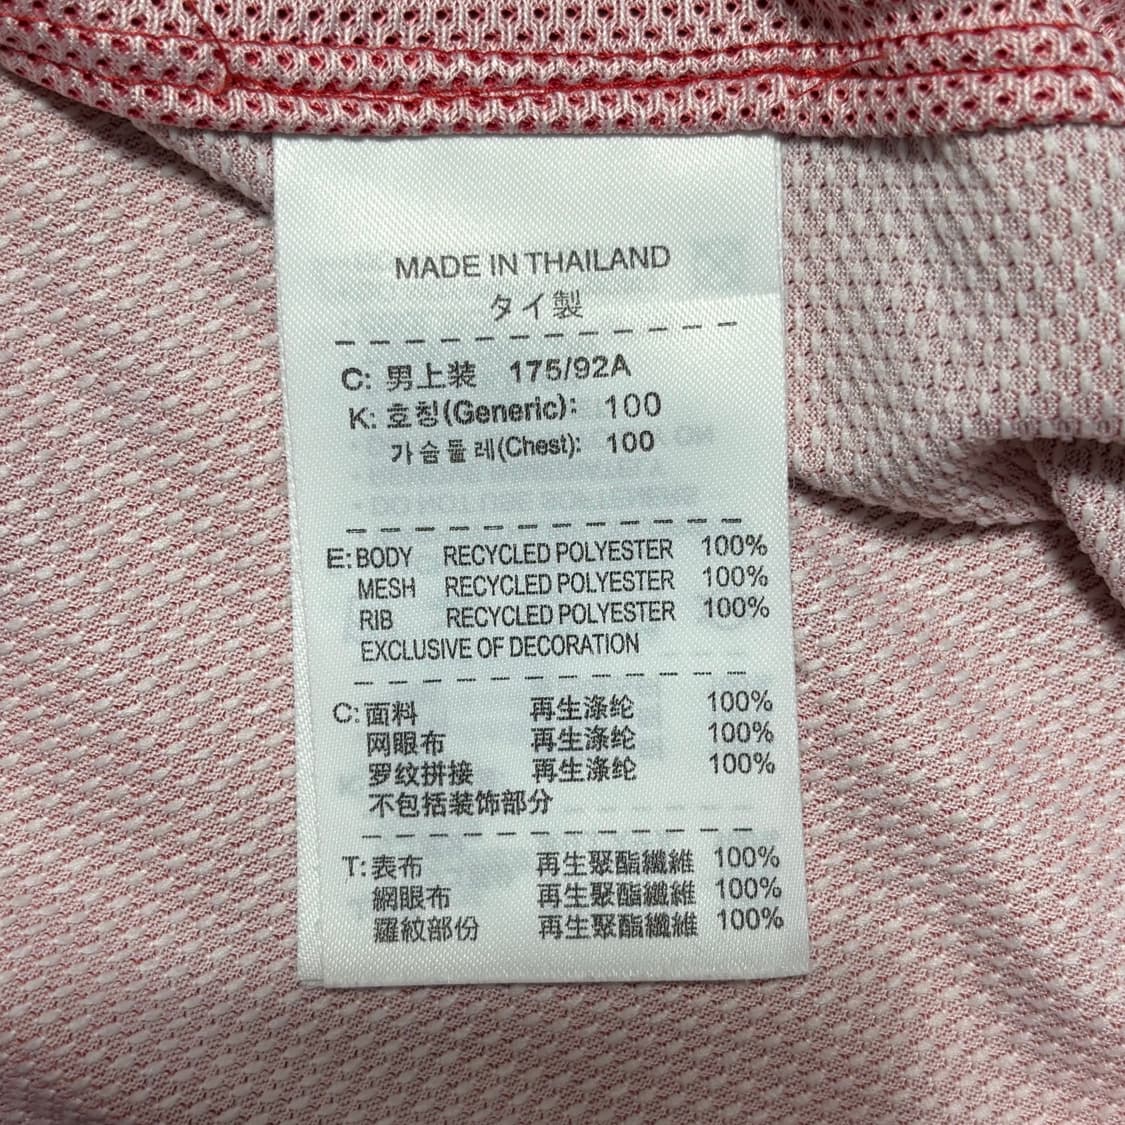 MADE IN THAILAND
タイ製
C: 男上装 175/92A
K: 호칭(Generic): 100
가슴둘레(Chest): 100
E: BODY RECYCLED POLYESTER 100%
MESH RECYCLED POLYESTER 100%
RIB RECYCLED POLYESTER 100%
EXCLUSIVE OF DECORATION
C: 面料 再生涤纶 100%
网眼布 再生涤纶 100%
罗纹拼接 再生涤纶 100%
不包括装饰部分
T: 表布 再生聚酯纖維 100%
網眼布 再生聚酯纖維 100%
羅紋部份 再生聚酯纖維 100%